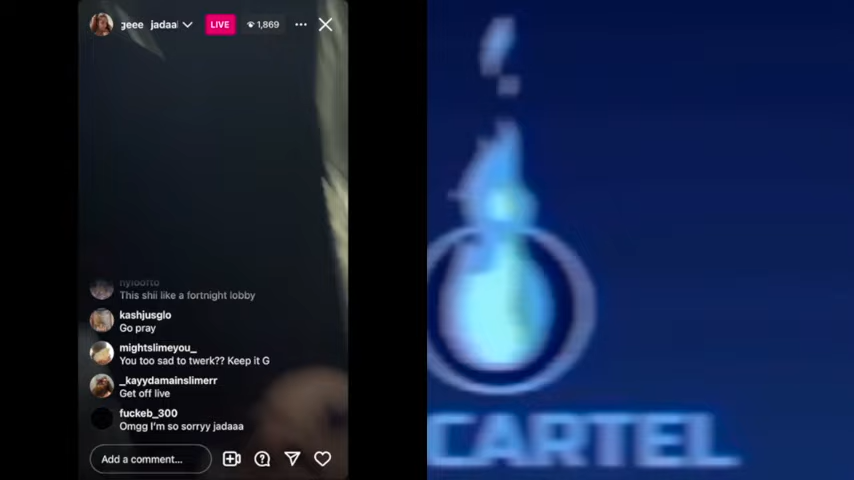 geee jadaa
LIVE
1,869
This shii like a fortnight lobby
kashjusglo
Go pray
mightslimeyou_
You too sad to twerk?? Keep it G
_kayydamainslimerr
Get off live
fuckeb_300
Omgg I'm so sorryy jadaaa
Add a comment...
CARTEL